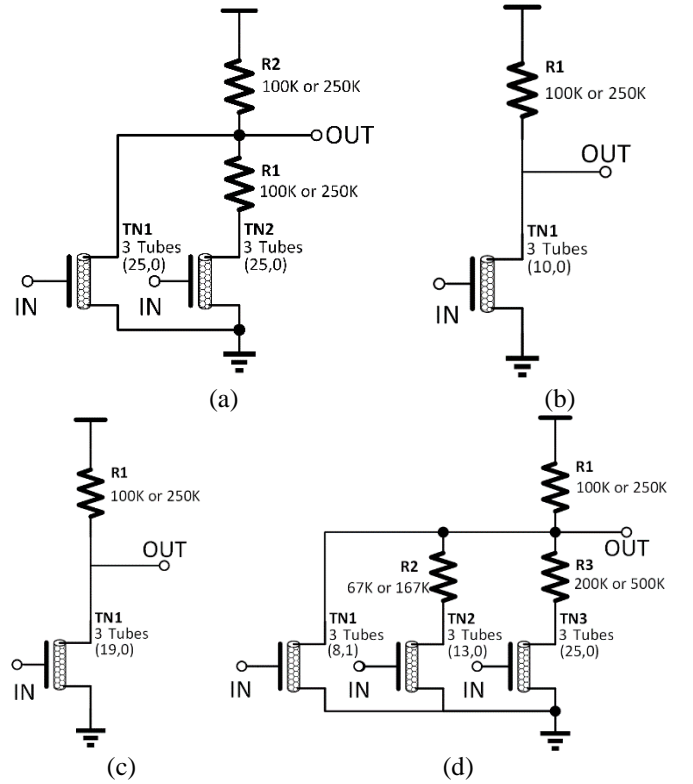 R2
100K or 250K
OUT
R1
100K or 250K
TN1
3 Tubes
(25,0)
TN2
3 Tubes
(25,0)
IN
IN
(a)
R1
100K or 250K
OUT
TN1
3 Tubes
(10,0)
IN
(b)
R1
100K or 250K
OUT
TN1
3 Tubes
(19,0)
IN
(c)
R1
100K or 250K
OUT
R2
67K or 167K
R3
200K or 500K
TN1
3 Tubes
(8,1)
TN2
3 Tubes
(13,0)
TN3
3 Tubes
(25,0)
IN
IN
IN
(d)